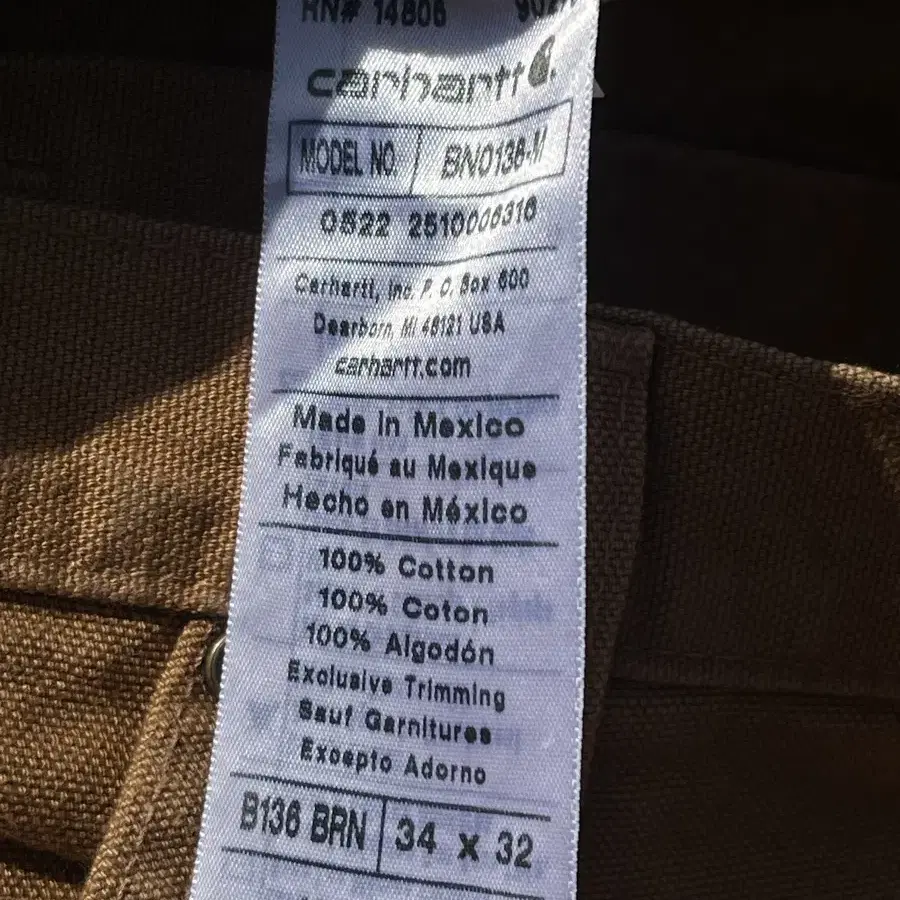 RN# 14806
carhartt
MODEL NO. BN0136-M
0522 2510006316
Carhartt, Inc. P. O. Box 600
Dearborn, MI 48121 USA
carhartt.com
Made in Mexico
Fabriqué au Mexique
Hecho en México
100% Cotton
100% Coton
100% Algodón
Exclusive Trimming
Sauf Garnitures
Excepto Adorno
B136 BRN 34 x 32